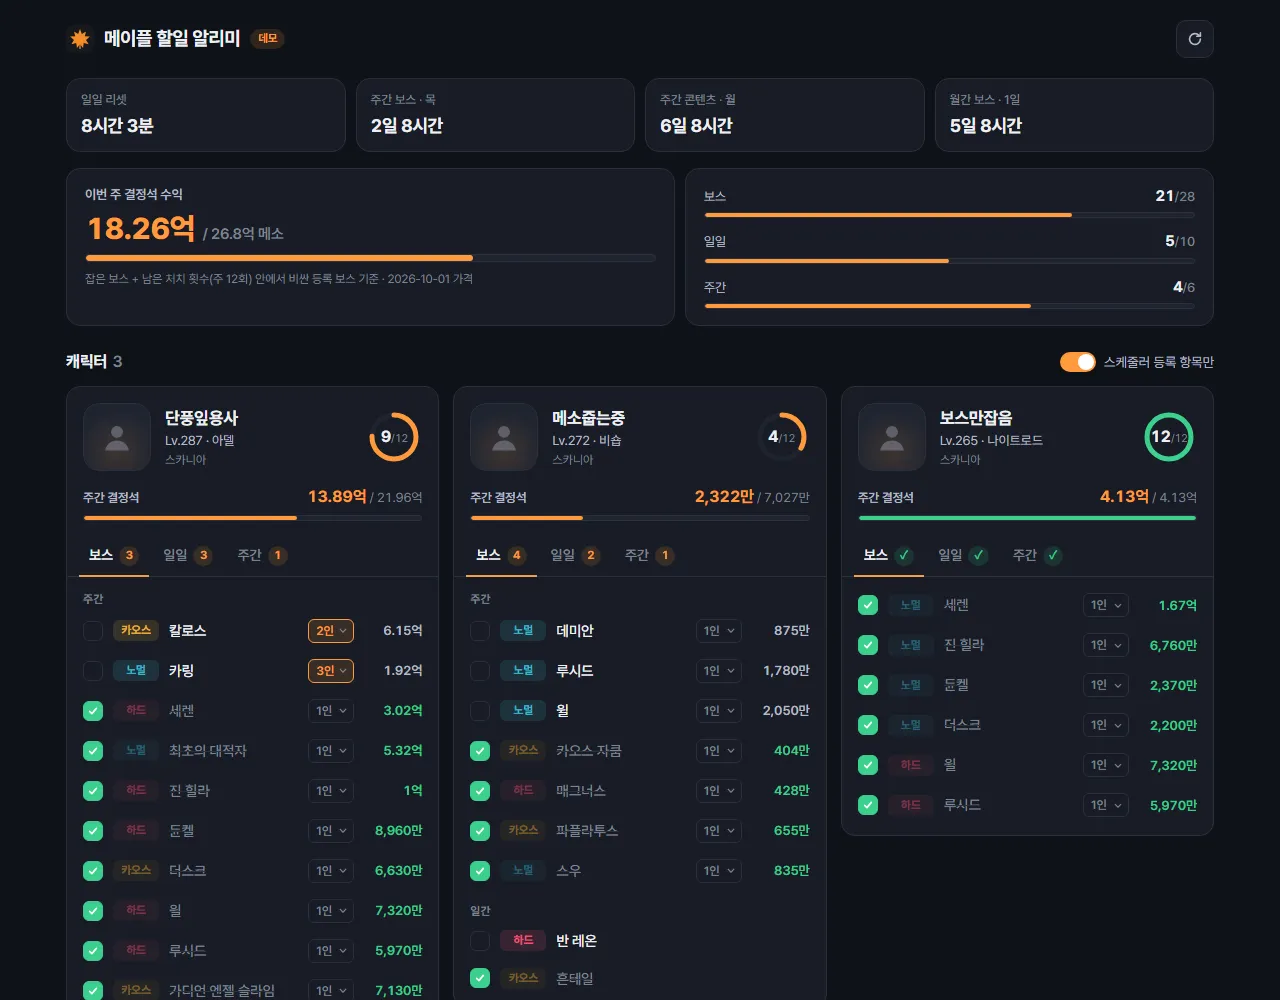 메이플 할일 알리미 데모
일일 리셋
8시간 3분
주간 보스 · 목
2일 8시간
주간 콘텐츠 · 월
6일 8시간
월간 보스 · 1일
5일 8시간
이번 주 결정석 수익
18.26억 / 26.8억 메소
잡은 보스 + 남은 처치 횟수(주 12회) 안에서 비싼 등록 보스 기준 · 2026-10-01 가격
보스 21/28
일일 5/10
주간 4/6
캐릭터 3
스케줄러 등록 항목만
단풍잎용사
Lv.287 · 아델
스카니아
9/12
주간 결정석 13.89억 / 21.96억
보스 3 일일 3 주간 1
주간
카오스 칼로스 2인 6.15억
노멀 카링 3인 1.92억
하드 세렌 1인 3.02억
노멀 최초의 대적자 1인 5.32억
하드 진 힐라 1인 1억
하드 듄켈 1인 8,960만
카오스 더스크 1인 6,630만
하드 윌 1인 7,320만
하드 루시드 1인 5,970만
카오스 가디언 엔젤 슬라임 1인 7,130만
메소줍는중
Lv.272 · 비숍
스카니아
4/12
주간 결정석 2,322만 / 7,027만
보스 4 일일 2 주간 1
주간
노멀 데미안 1인 875만
노멀 루시드 1인 1,780만
노멀 윌 1인 2,050만
카오스 카오스 자쿰 1인 404만
하드 매그너스 1인 428만
카오스 파풀라투스 1인 655만
노멀 스우 1인 835만
일간
하드 반 레온
카오스 혼테일
보스만잡음
Lv.265 · 나이트로드
스카니아
12/12
주간 결정석 4.13억 / 4.13억
보스 ✓ 일일 ✓ 주간 ✓
노멀 세렌 1인 1.67억
노멀 진 힐라 1인 6,760만
노멀 듄켈 1인 2,370만
노멀 더스크 1인 2,200만
하드 윌 1인 7,320만
하드 루시드 1인 5,970만